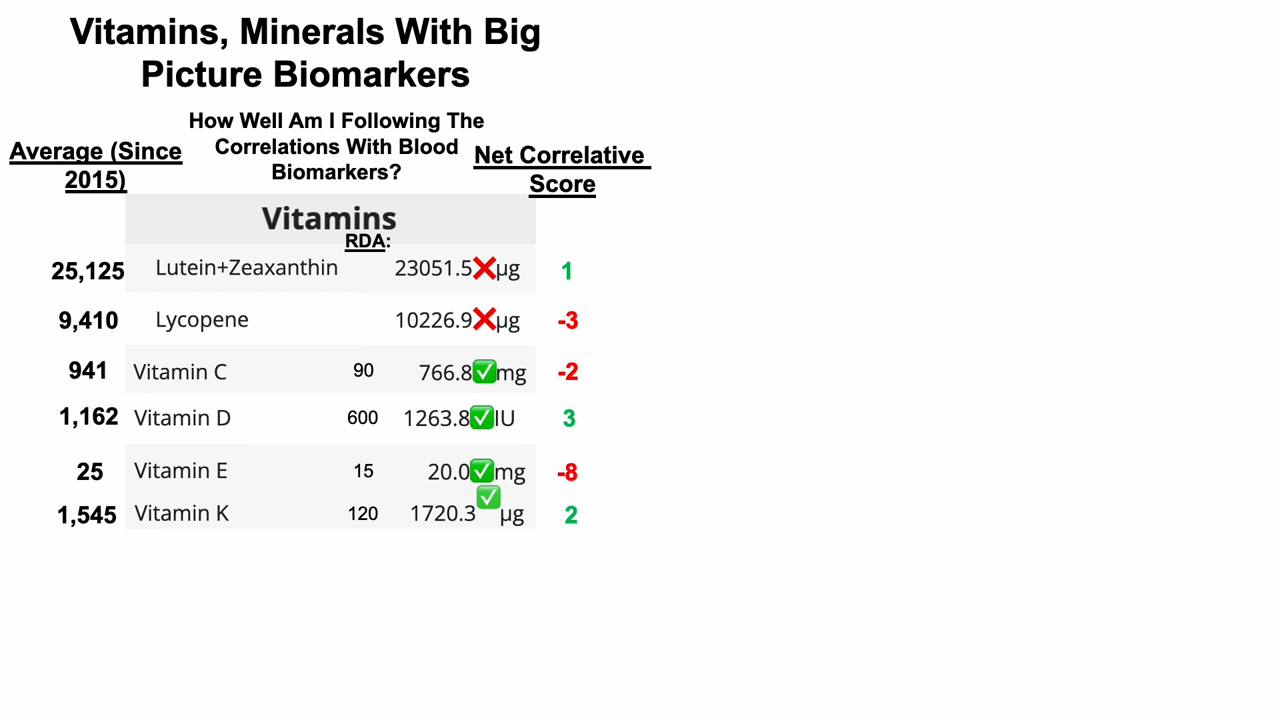 Vitamins, Minerals With Big
Picture Biomarkers
How Well Am I Following The
Correlations With Blood
Biomarkers?
Average (Since
2015)
Net Correlative
Score
Vitamins
RDA:
25,125 Lutein+Zeaxanthin 23051.5❌µg 1
9,410 Lycopene 10226.9❌µg -3
941 Vitamin C 90 766.8✅mg -2
1,162 Vitamin D 600 1263.8✅IU 3
25 Vitamin E 15 20.0✅mg -8
1,545 Vitamin K 120 1720.3✅µg 2